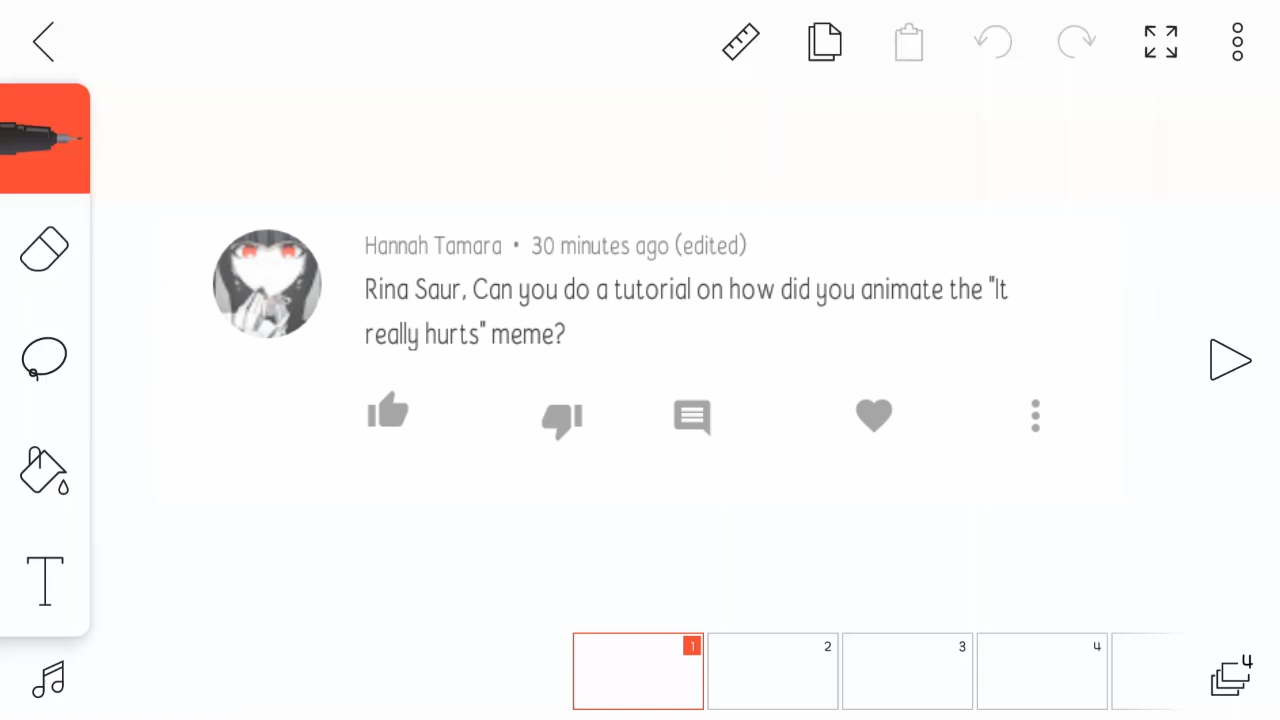 Hannah Tamara • 30 minutes ago (edited)
Rina Saur, Can you do a tutorial on how did you animate the "It
really hurts" meme?
T
1
2
3
4
4